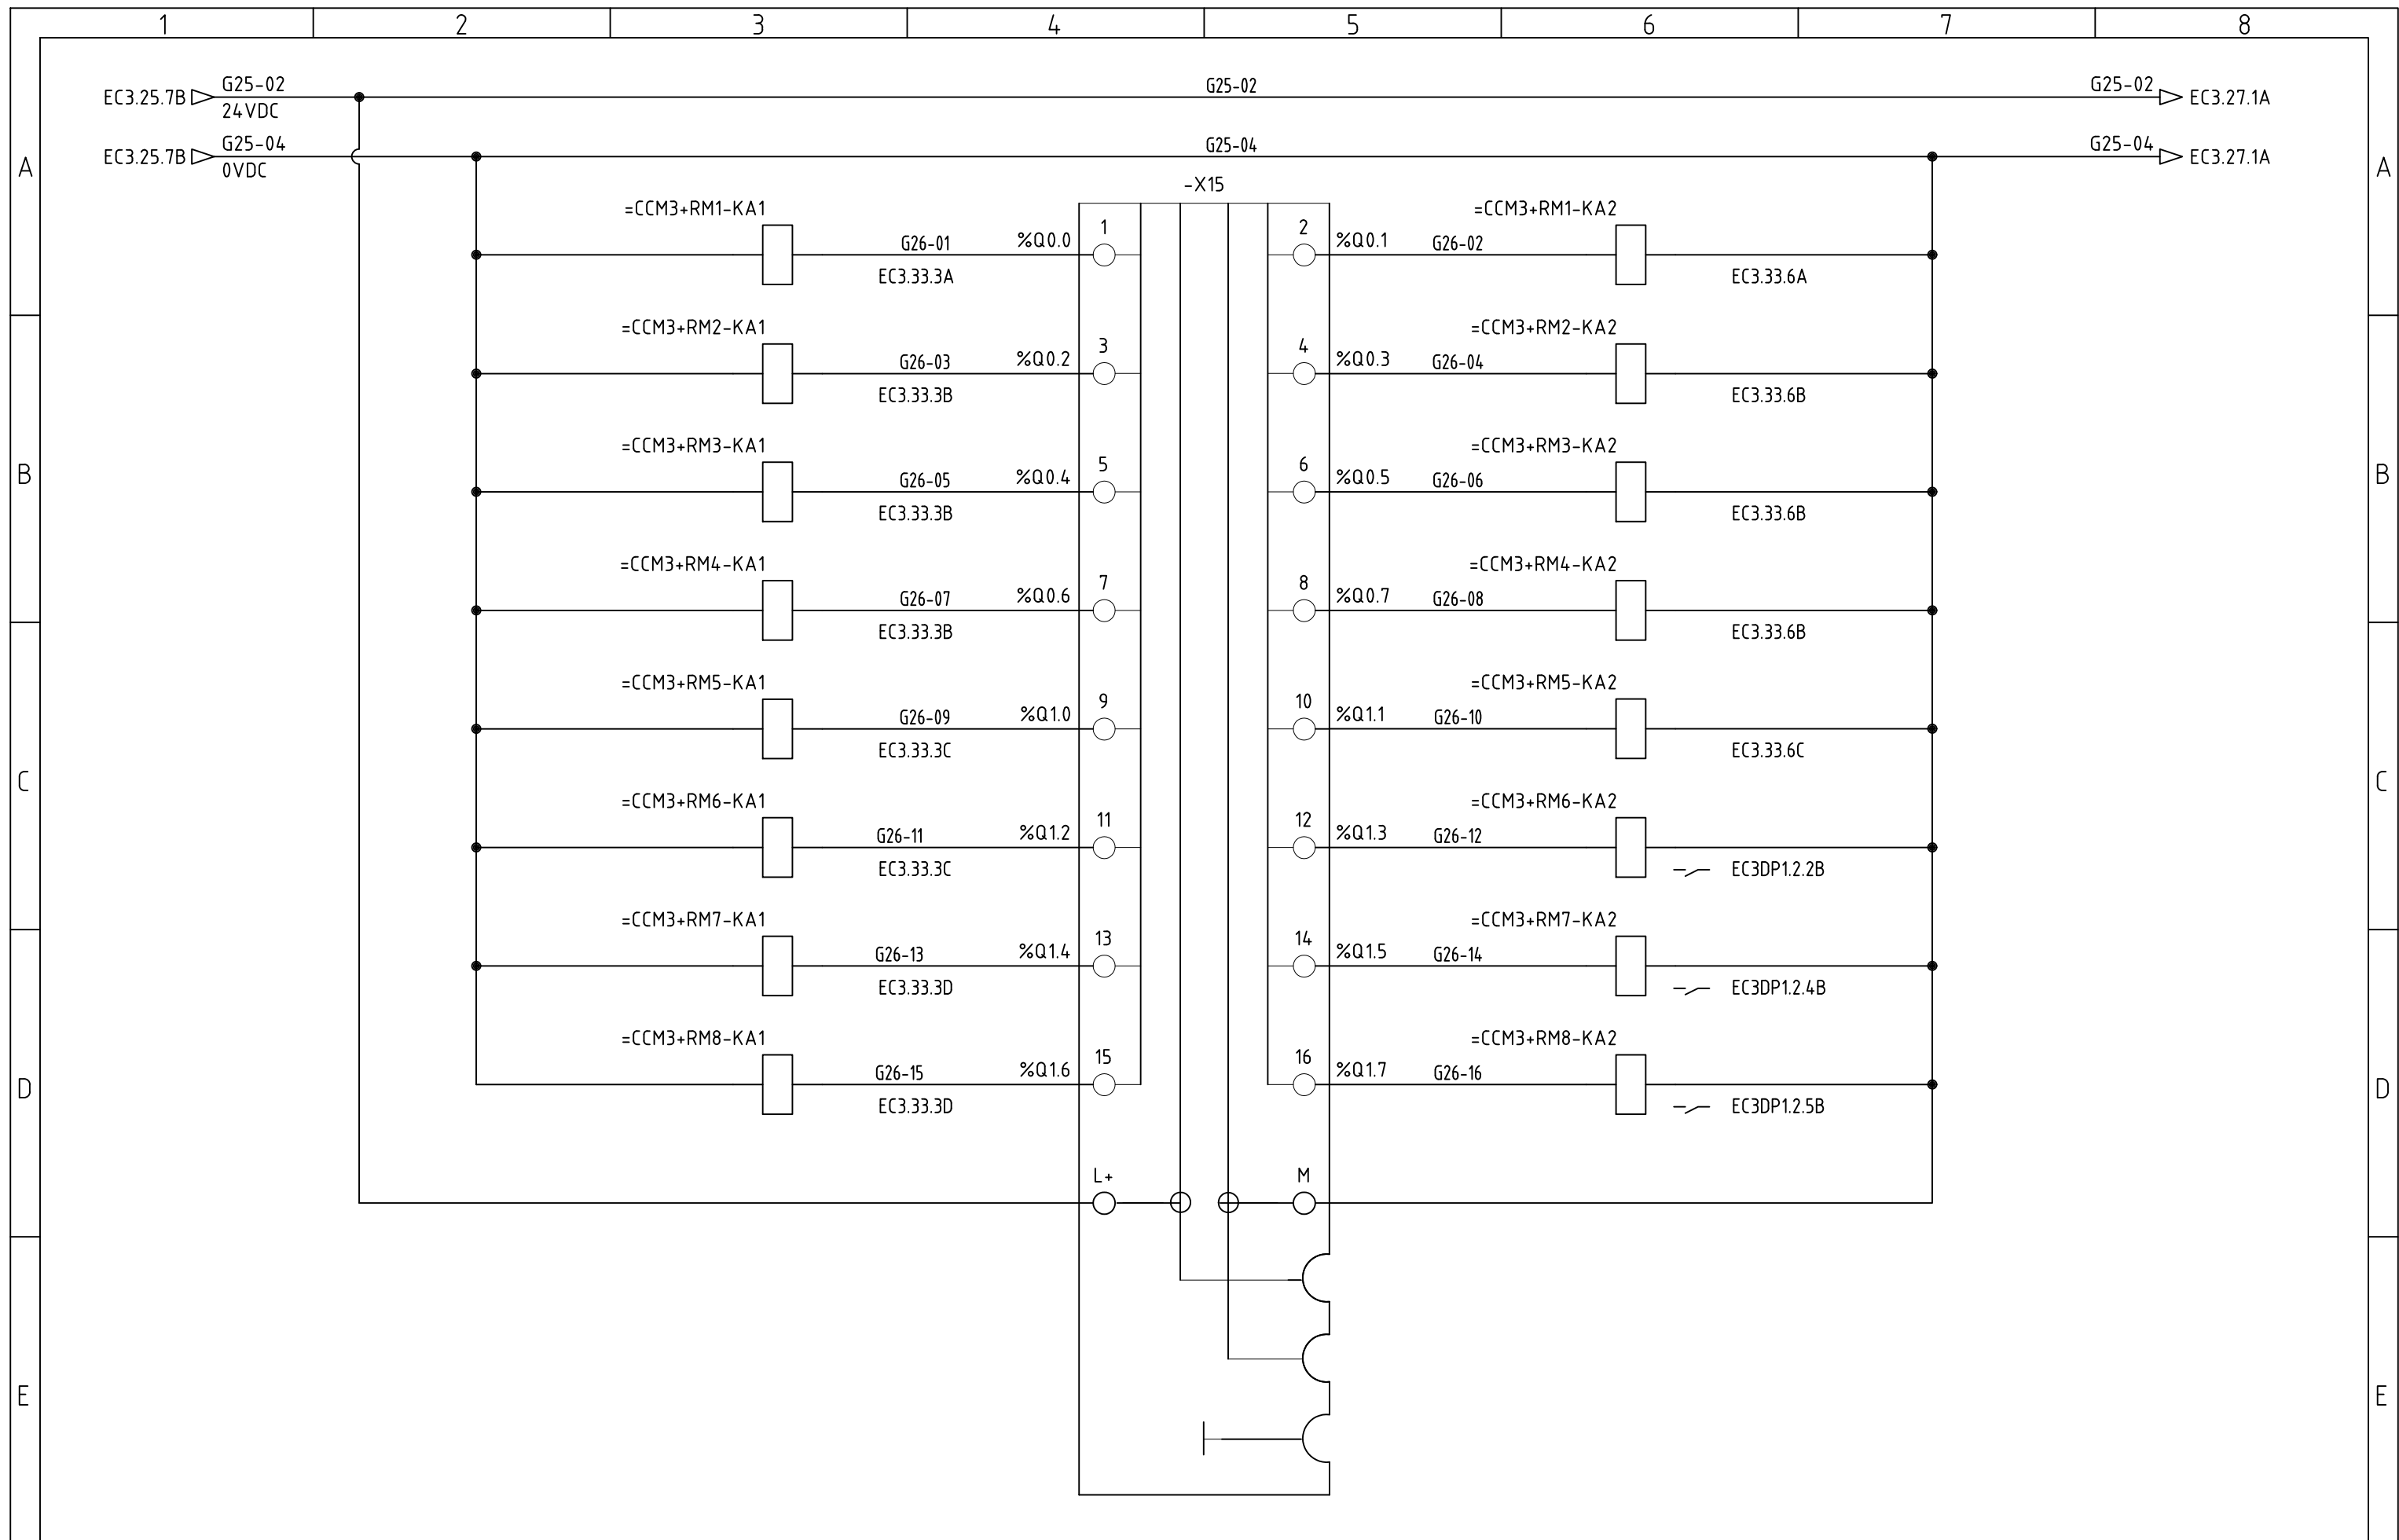 1 2 3 4 5 6 7 8
EC3.25.7B G25-02 G25-02 G25-02 EC3.27.1A
24VDC
EC3.25.7B G25-04 G25-04 G25-04 EC3.27.1A
0VDC
A A
-X15
=CCM3+RM1-KA1 =CCM3+RM1-KA2
G26-01 %Q0.0 1 2 %Q0.1 G26-02
EC3.33.3A EC3.33.6A
=CCM3+RM2-KA1 =CCM3+RM2-KA2
G26-03 %Q0.2 3 4 %Q0.3 G26-04
EC3.33.3B EC3.33.6B
=CCM3+RM3-KA1 =CCM3+RM3-KA2
B G26-05 %Q0.4 5 6 %Q0.5 G26-06 B
EC3.33.3B EC3.33.6B
=CCM3+RM4-KA1 =CCM3+RM4-KA2
G26-07 %Q0.6 7 8 %Q0.7 G26-08
EC3.33.3B EC3.33.6B
=CCM3+RM5-KA1 =CCM3+RM5-KA2
G26-09 %Q1.0 9 10 %Q1.1 G26-10
EC3.33.3C EC3.33.6C
C C
=CCM3+RM6-KA1 =CCM3+RM6-KA2
G26-11 %Q1.2 11 12 %Q1.3 G26-12
EC3.33.3C EC3DP1.2.2B
=CCM3+RM7-KA1 =CCM3+RM7-KA2
G26-13 %Q1.4 13 14 %Q1.5 G26-14
EC3.33.3D EC3DP1.2.4B
=CCM3+RM8-KA1 =CCM3+RM8-KA2
G26-15 %Q1.6 15 16 %Q1.7 G26-16
D D
EC3.33.3D EC3DP1.2.5B
L+ M
E E